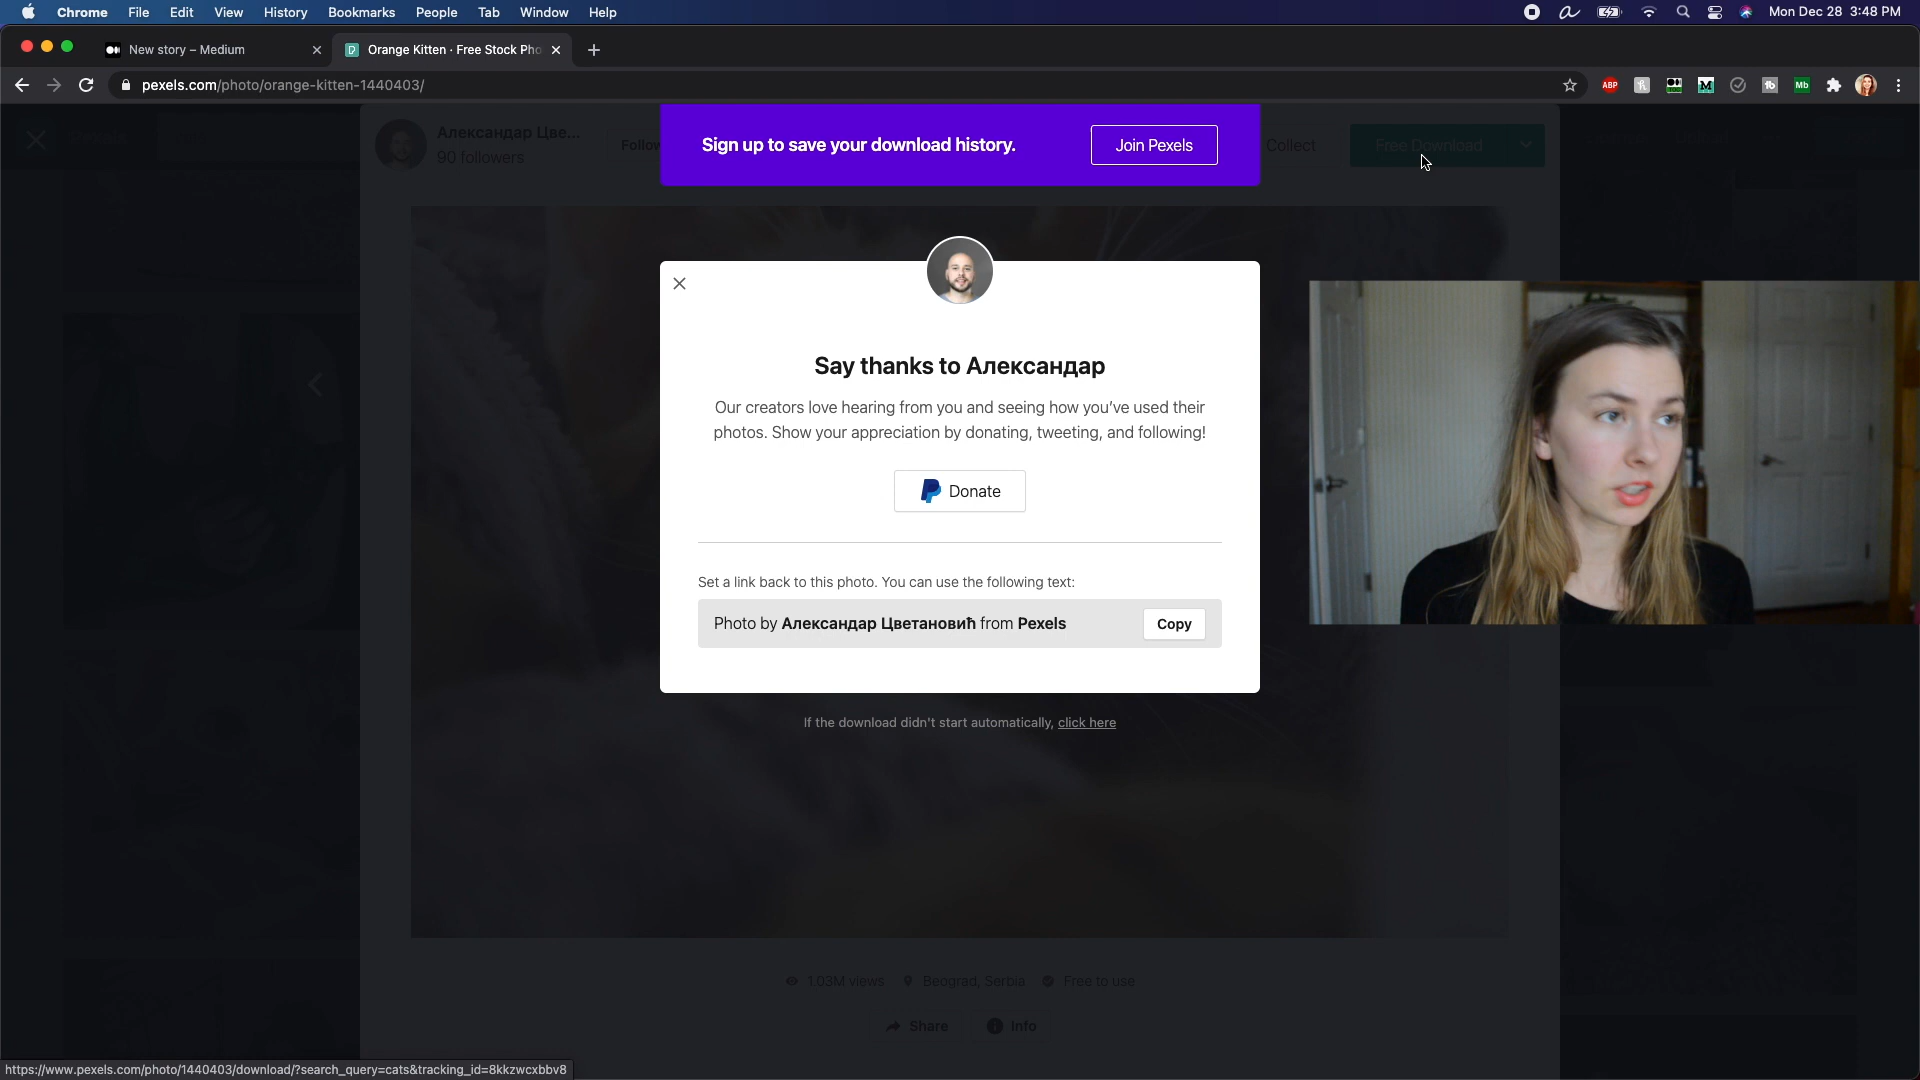 Chrome File Edit View History Bookmarks People Tab Window Help
Mon Dec 28 3:48 PM
New story – Medium
Orange Kitten · Free Stock Pho
pexels.com/photo/orange-kitten-1440403/
ABP
Mb
Александар Цве...
90 followers
Follow
Sign up to save your download history.
Join Pexels
Collect
Free Download
Say thanks to Александар
Our creators love hearing from you and seeing how you've used their
photos. Show your appreciation by donating, tweeting, and following!
Donate
Set a link back to this photo. You can use the following text:
Photo by Александар Цветановић from Pexels
Copy
If the download didn't start automatically, click here
1.03M views
Beograd, Serbia
Free to use
Share
Info
https://www.pexels.com/photo/1440403/download/?search_query=cats&tracking_id=8kkzwcxbbv8